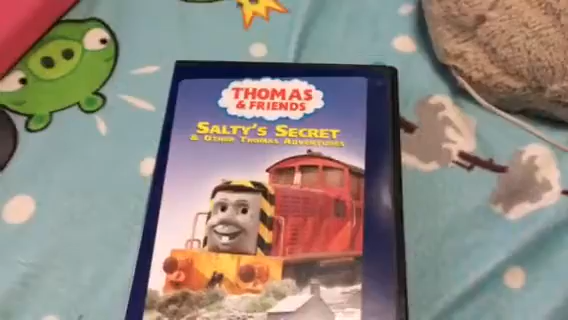 THOMAS
& FRIENDS
SALTY'S SECRET
& OTHER THOMAS ADVENTURES